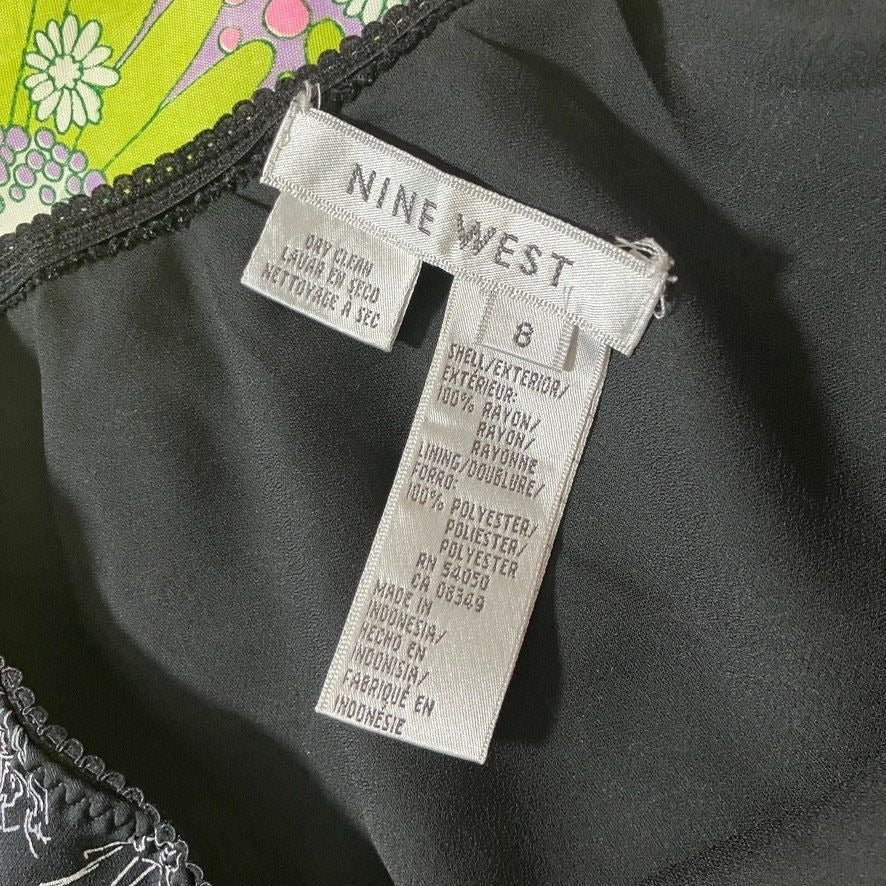 NINE WEST
DRY CLEAN
LAVAR EN SECO
NETTOYAGE À SEC
8
SHELL/EXTERIOR/
EXTÉRIEUR:
100% RAYON/
RAYON/
RAYONNE
LINING/DOUBLURE/
FORRO:
100% POLYESTER/
POLIESTER/
POLYESTER
RN 54050
CA 08349
MADE IN
INDONESIA/
HECHO EN
INDONISIA/
FABRIQUÉ EN
INDONESIE